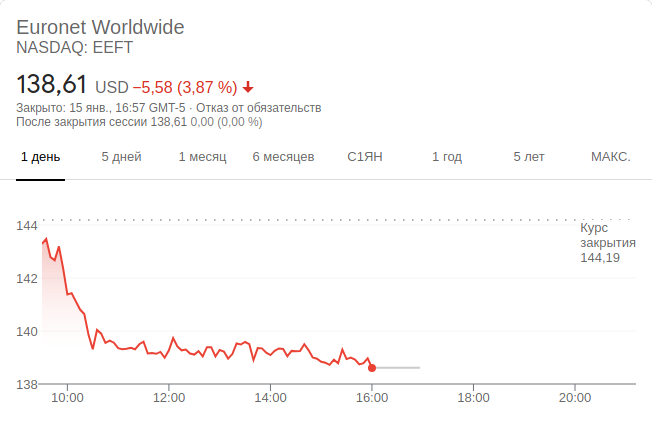 Euronet Worldwide
NASDAQ: EEFT
138,61 USD −5,58 (3,87 %)
Закрыто: 15 янв., 16:57 GMT-5 · Отказ от обязательств
После закрытия сессии 138,61 0,00 (0,00 %)
1 день 5 дней 1 месяц 6 месяцев С1ЯН 1 год 5 лет МАКС.
144
Курс
закрытия
144,19
142
140
138
10:00 12:00 14:00 16:00 18:00 20:00